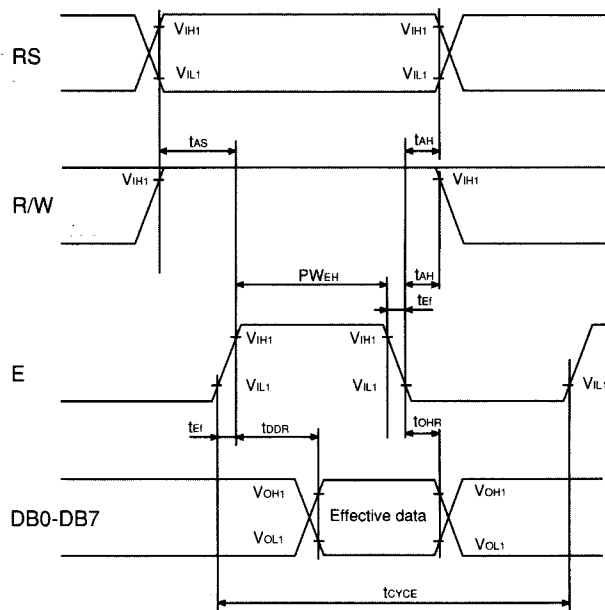 RS
VIH1
VIH1
VIL1
VIL1
tAS
tAH
R/W
VIH1
VIH1
PWEH
tAH
tEf
E
VIH1
VIH1
VIL1
VIL1
VIL1
tEf
tDDR
tOHR
DB0-DB7
VOH1
VOL1
Effective data
VOH1
VOL1
tCYCE